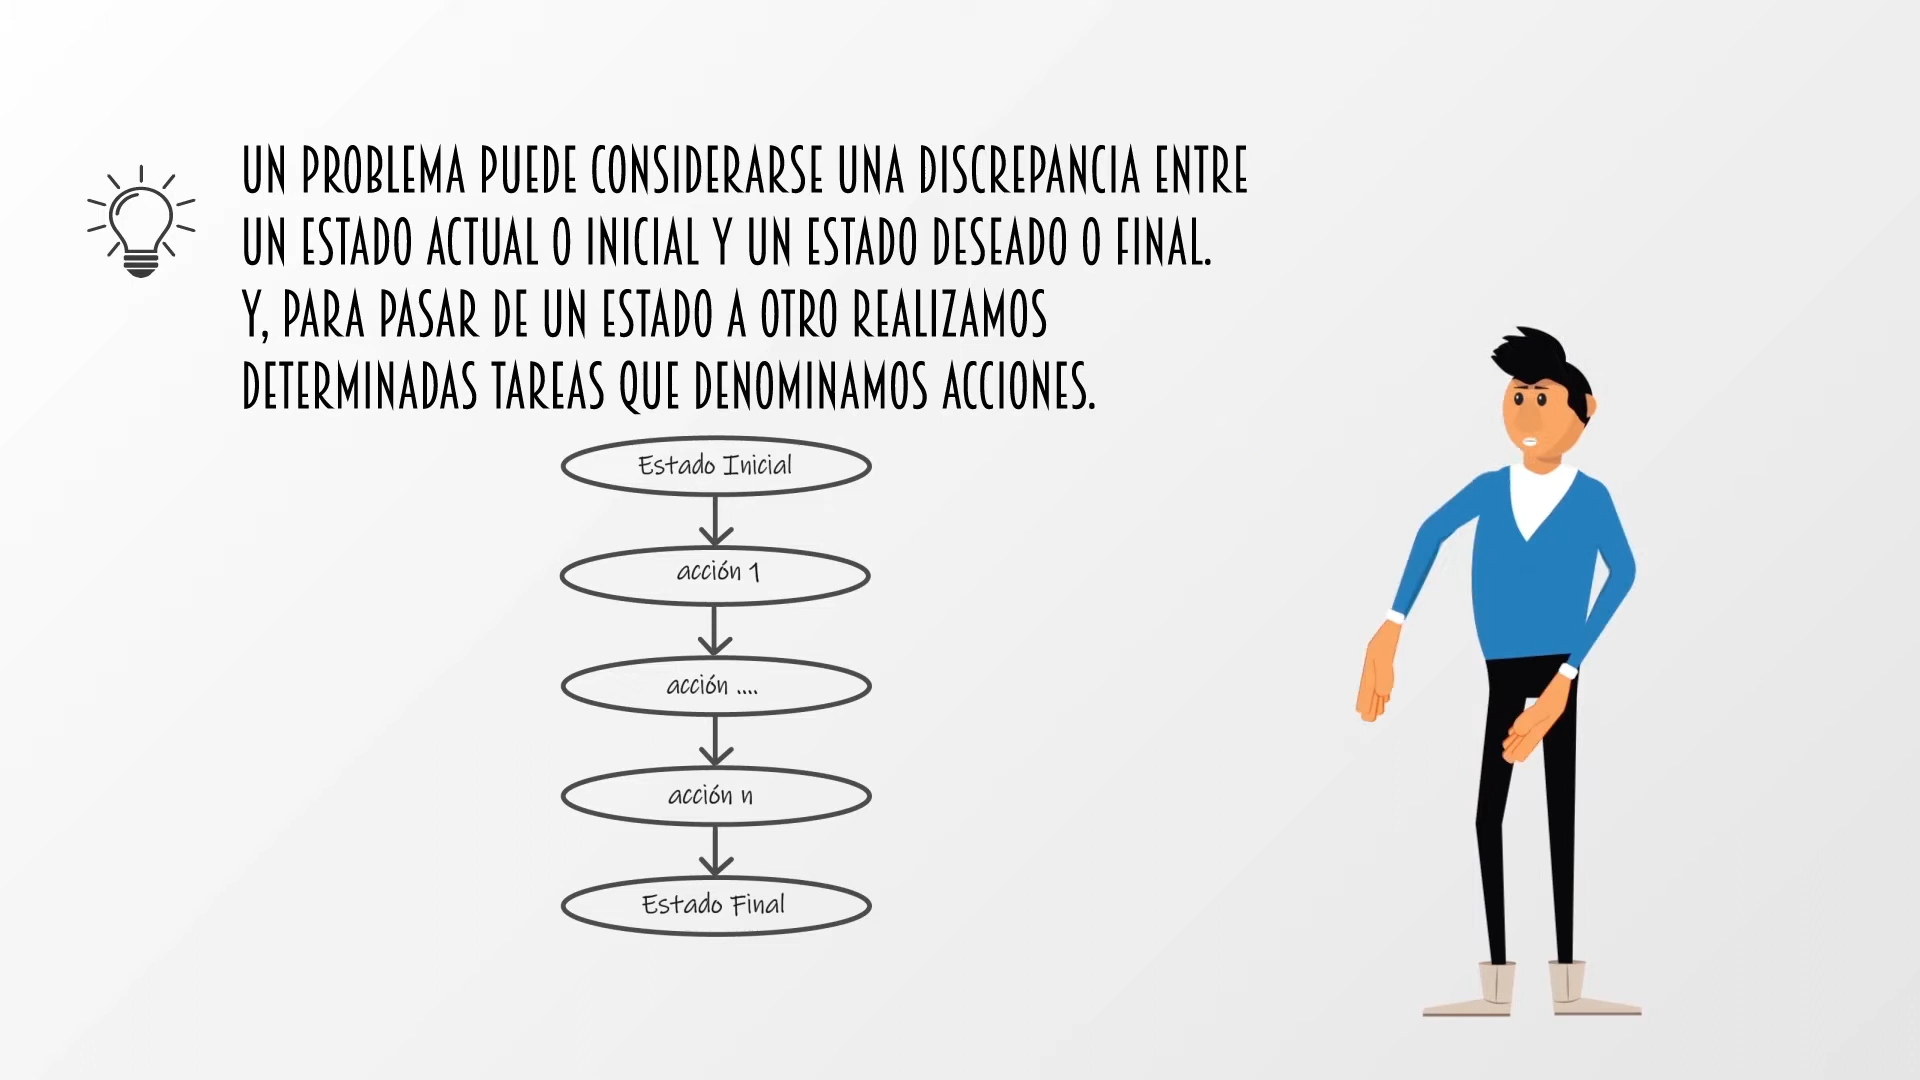 UN PROBLEMA PUEDE CONSIDERARSE UNA DISCREPANCIA ENTRE
UN ESTADO ACTUAL O INICIAL Y UN ESTADO DESEADO O FINAL.
Y, PARA PASAR DE UN ESTADO A OTRO REALIZAMOS
DETERMINADAS TAREAS QUE DENOMINAMOS ACCIONES.
Estado Inicial
acción 1
acción ....
acción n
Estado Final